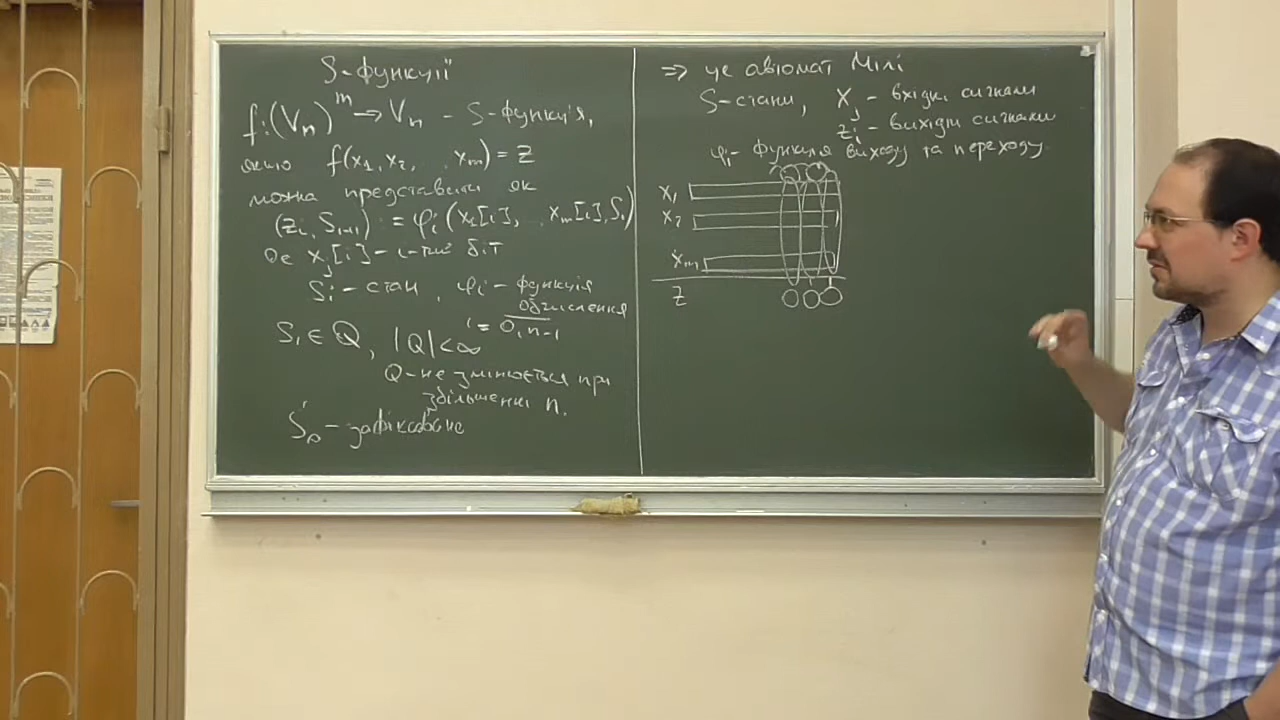 S-функції
f:(Vₙ)ᵐ → Vₙ - S-функція,
якщо f(x₁,x₂, , xₘ) = z
можна представити як
(zᵢ, Sᵢ₊₁) := φᵢ(x₁[i], , xₘ[i], Sᵢ)
де xⱼ[i] - i-тий біт
Sᵢ - стан, φᵢ - функція
обчислення
i = 0, n-1
Sᵢ ∈ Q, |Q| < ∞
Q - не змінюється при
збільшенні n.
S₀ - зафіксоване
⇒ це автомат Мілі
S - стани, Xⱼ - вхідні сигнали
zᵢ - вихідні сигнали
φᵢ - функція виходу та переходу
x₁
x₂
xₘ
z